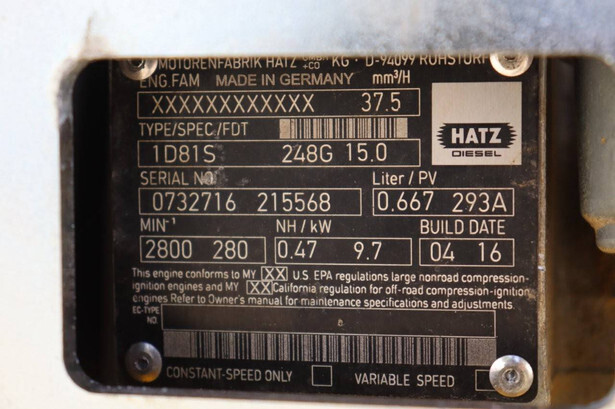 MOTORENFABRIK HATZ GMBH +CO KG · D-94099 RUHSTORF
ENG.FAM MADE IN GERMANY mm³/H
XXXXXXXXXXXX 37.5
TYPE/SPEC/FDT
1D81S 248G 15.0
HATZ
DIESEL
SERIAL NO. Liter / PV
0732716 215568 0.667 293A
MIN⁻¹ NH / kW BUILD DATE
2800 280 0.47 9.7 04 16
This engine conforms to MY XX U.S EPA regulations large nonroad compression-
ignition engines and MY XX California regulation for off-road compression-ignition
engines Refer to Owner's manual for maintenance specifications and adjustments.
EC-TYPE
NO.
CONSTANT-SPEED ONLY VARIABLE SPEED